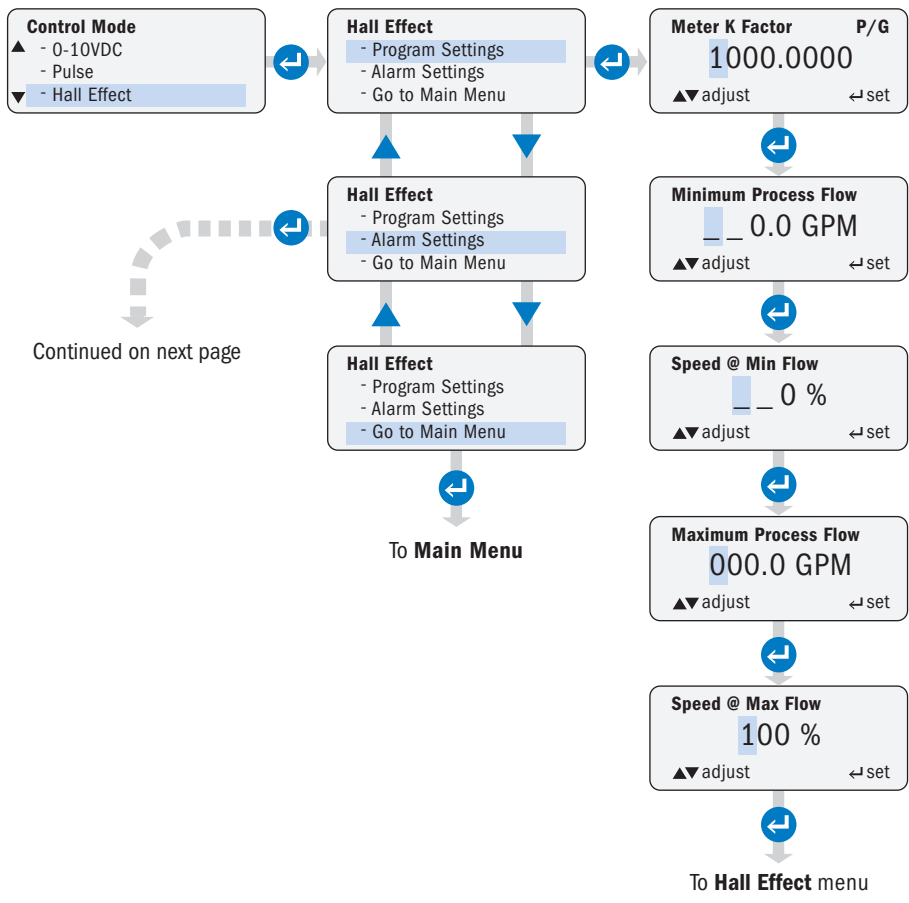 Control Mode
- 0-10VDC
- Pulse
- Hall Effect
Hall Effect
- Program Settings
- Alarm Settings
- Go to Main Menu
Meter K Factor P/G
1000.0000
▲▼ adjust ↵ set
Hall Effect
- Program Settings
- Alarm Settings
- Go to Main Menu
Minimum Process Flow
_ _ 0.0 GPM
▲▼ adjust ↵ set
Continued on next page
Hall Effect
- Program Settings
- Alarm Settings
- Go to Main Menu
Speed @ Min Flow
_ _ 0 %
▲▼ adjust ↵ set
To Main Menu
Maximum Process Flow
000.0 GPM
▲▼ adjust ↵ set
Speed @ Max Flow
100 %
▲▼ adjust ↵ set
To Hall Effect menu